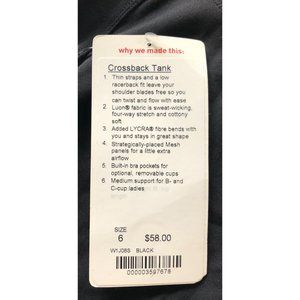 why we made this:
Crossback Tank
1. Thin straps and a low
racerback fit leave your
shoulder blades free so you
can twist and flow with ease
2. Luon® fabric is sweat-wicking,
four-way stretch and cottony
soft
3. Added LYCRA® fibre bends with
you and stays in great shape
4. Strategically-placed Mesh
panels for a little extra
airflow
5. Built-in bra pockets for
optional, removable cups
6. Medium support for B- and
C-cup ladies
SIZE
6 $58.00
W1J08S BLACK
000003597676